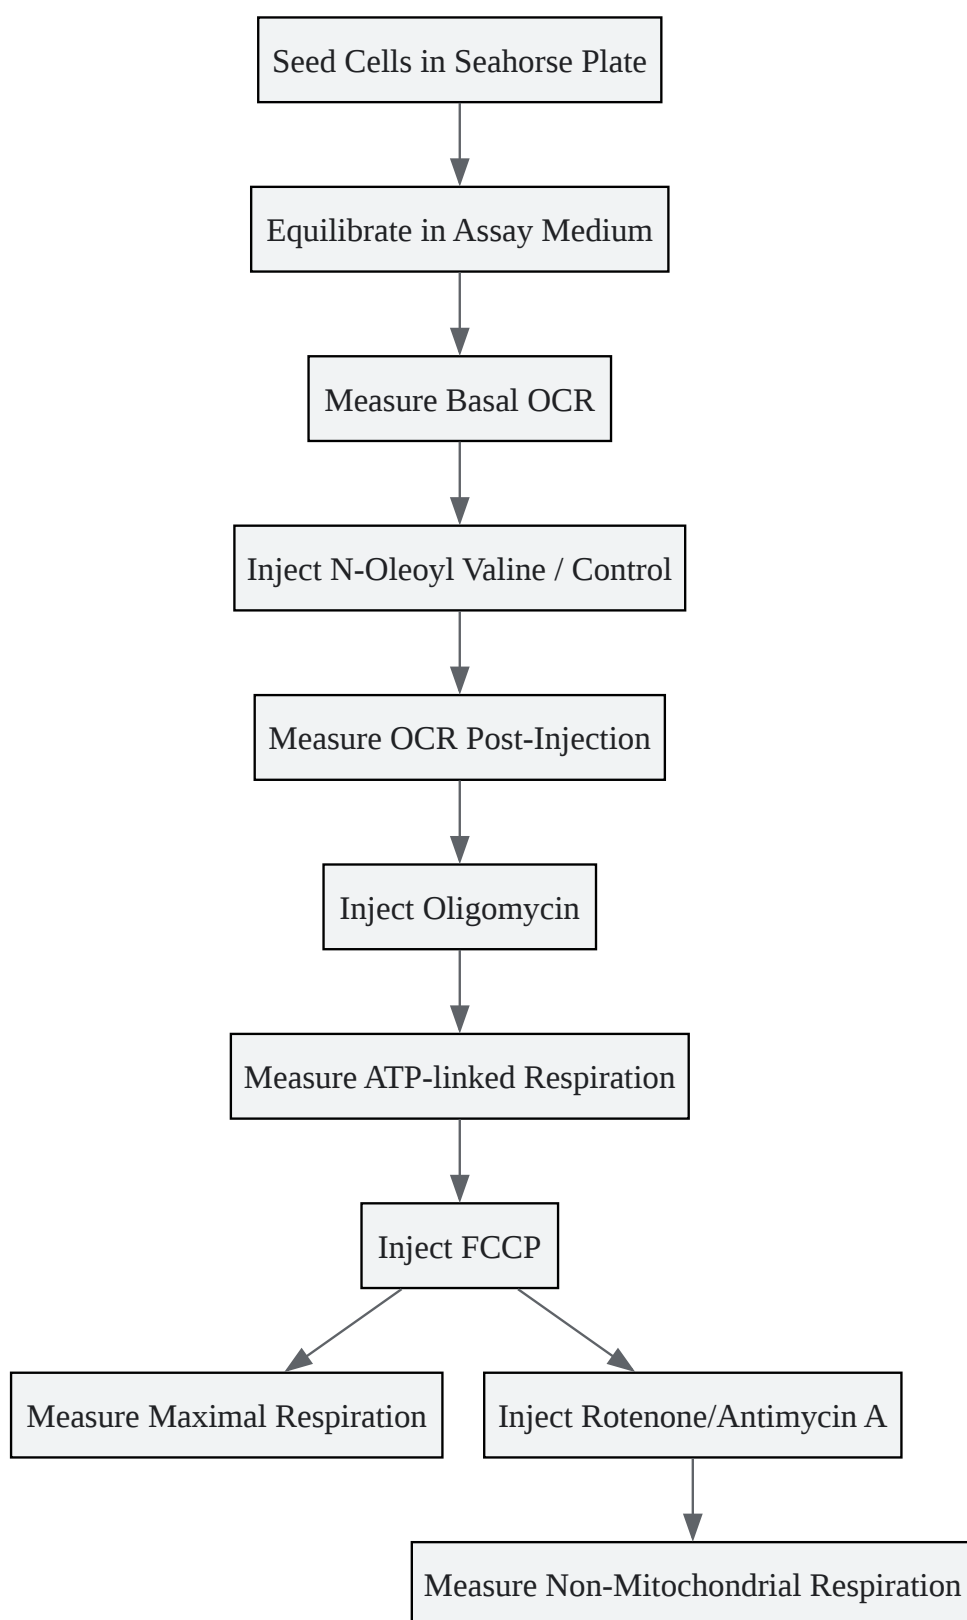 Seed Cells in Seahorse Plate
Equilibrate in Assay Medium
Measure Basal OCR
Inject N-Oleoyl Valine / Control
Measure OCR Post-Injection
Inject Oligomycin
Measure ATP-linked Respiration
Inject FCCP
Measure Maximal Respiration
Inject Rotenone/Antimycin A
Measure Non-Mitochondrial Respiration